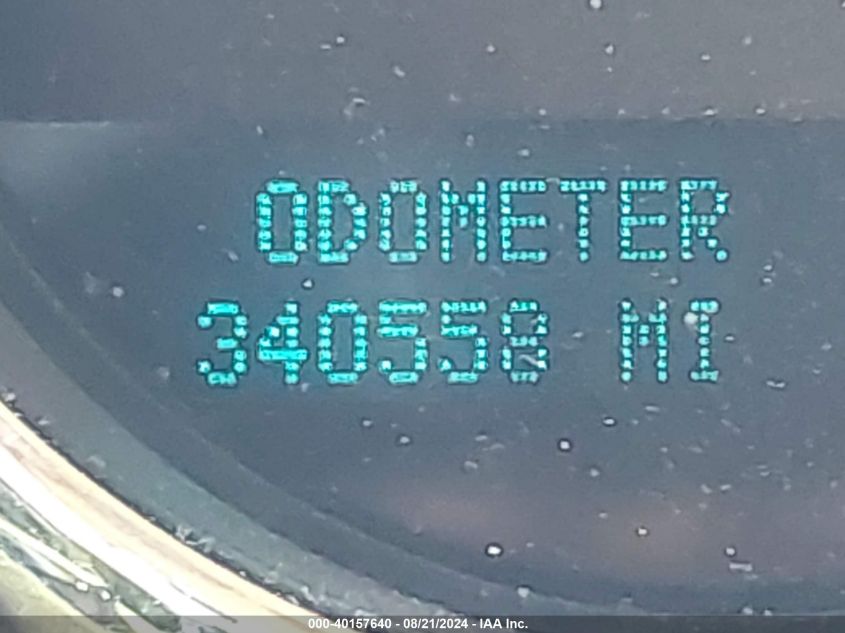 ODOMETER
340558 MI
000-40157640 - 08/21/2024 - IAA Inc.